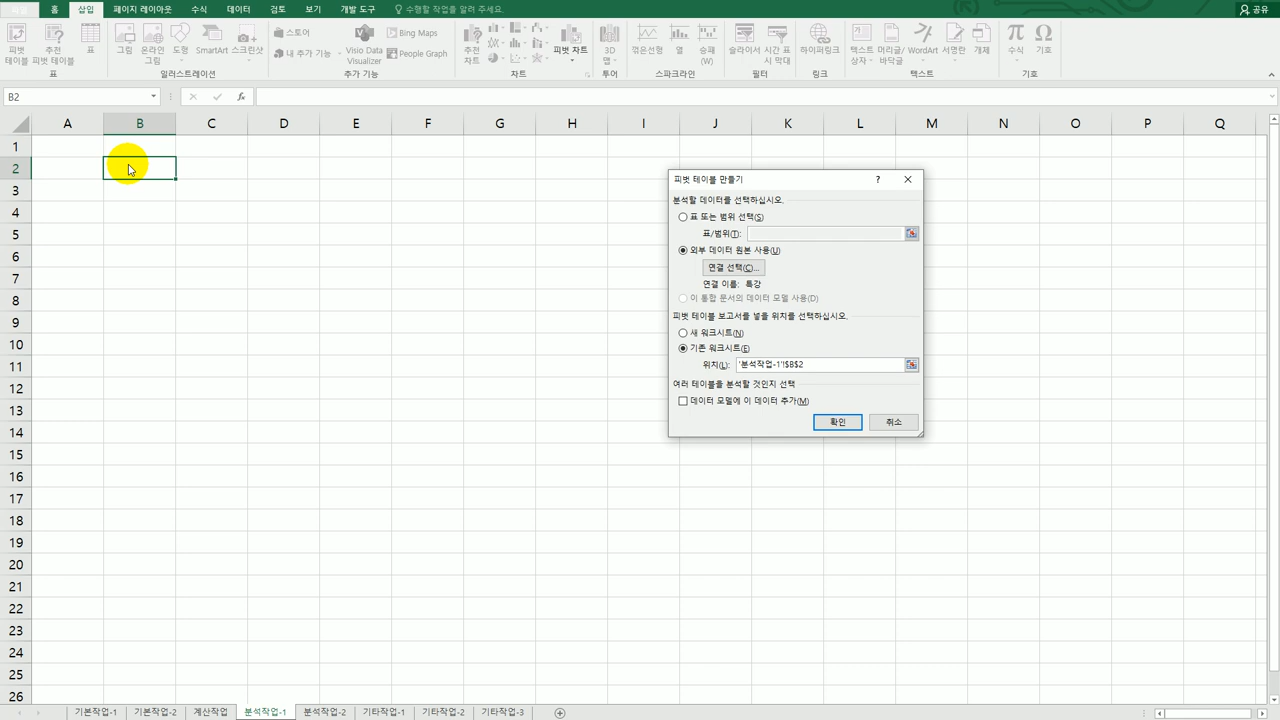 홈 삽입 페이지 레이아웃 수식 데이터 검토 보기 개발 도구 수행할 작업을 알려 주세요. 공유
피벗 테이블 추천 피벗 테이블 표 그림 온라인 그림 도형 SmartArt 스크린샷 스토어 내 추가 기능 Visio Data Visualizer Bing Maps People Graph 추천 차트 피벗 차트 3D 맵 꺾은선형 열 승패 (W) 슬라이서 시간 표시 막대 하이퍼링크 텍스트 상자 머리글/바닥글 WordArt 서명란 개체 수식 기호
표 일러스트레이션 추가 기능 차트 투어 스파크라인 필터 링크 텍스트 기호
B2 fx
A B C D E F G H I J K L M N O P Q
1
2
3
4
5
6
7
8
9
10
11
12
13
14
15
16
17
18
19
20
21
22
23
24
25
26
피벗 테이블 만들기 ?
분석할 데이터를 선택하십시오.
표 또는 범위 선택(S)
표/범위(T):
외부 데이터 원본 사용(U)
연결 선택(C)...
연결 이름: 특강
이 통합 문서의 데이터 모델 사용(D)
피벗 테이블 보고서를 넣을 위치를 선택하십시오.
새 워크시트(N)
기존 워크시트(E)
위치(L): '분석작업-1'!$B$2
여러 테이블을 분석할 것인지 선택
데이터 모델에 이 데이터 추가(M)
확인 취소
기본작업-1 기본작업-2 계산작업 분석작업-1 분석작업-2 기타작업-1 기타작업-2 기타작업-3